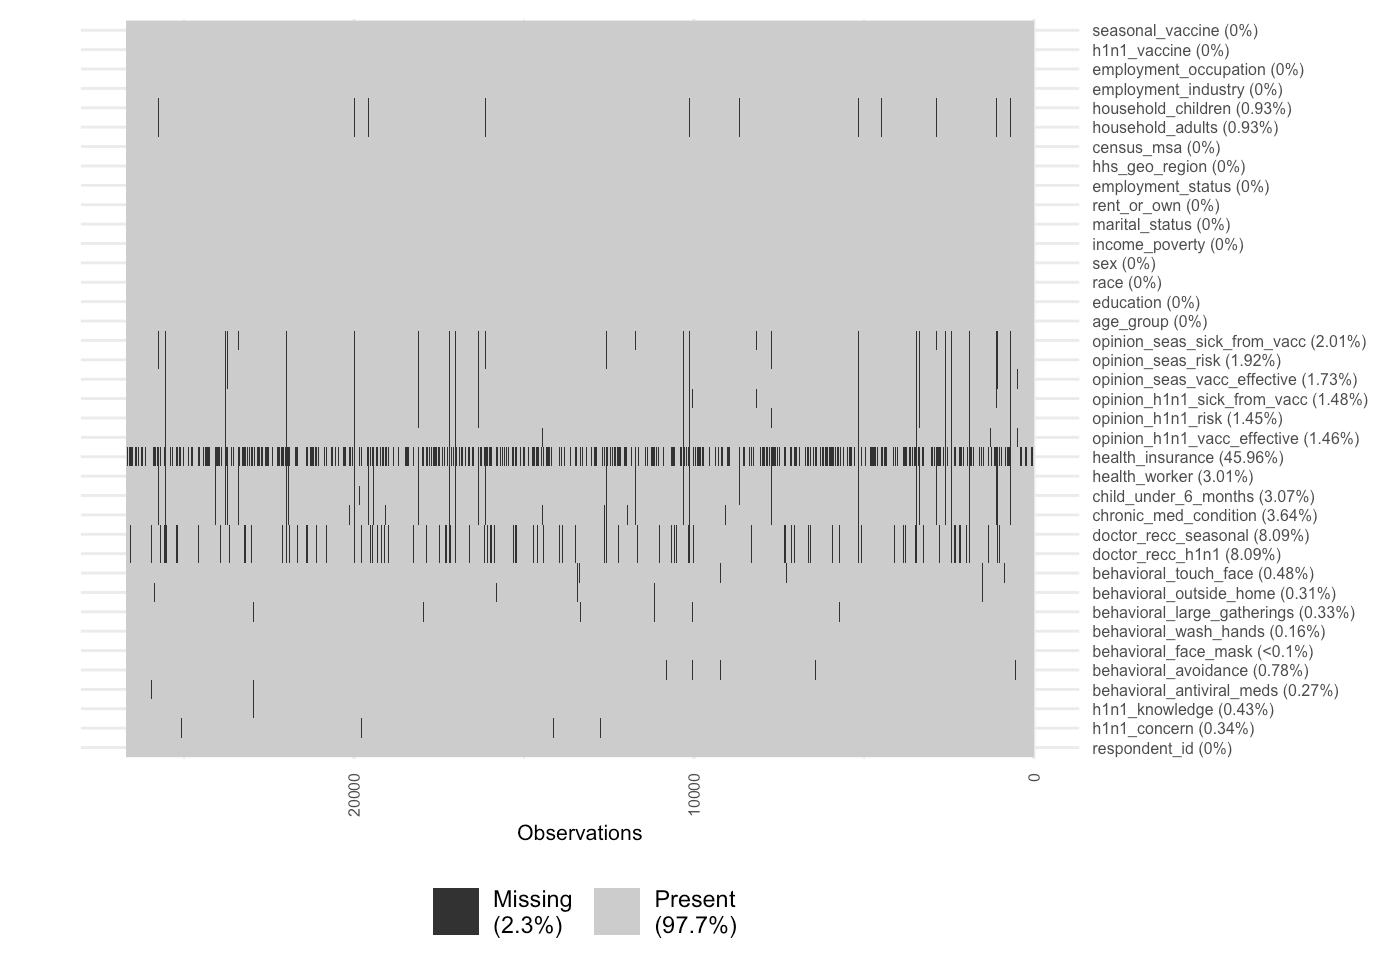 seasonal_vaccine (0%)
h1n1_vaccine (0%)
employment_occupation (0%)
employment_industry (0%)
household_children (0.93%)
household_adults (0.93%)
census_msa (0%)
hhs_geo_region (0%)
employment_status (0%)
rent_or_own (0%)
marital_status (0%)
income_poverty (0%)
sex (0%)
race (0%)
education (0%)
age_group (0%)
opinion_seas_sick_from_vacc (2.01%)
opinion_seas_risk (1.92%)
opinion_seas_vacc_effective (1.73%)
opinion_h1n1_sick_from_vacc (1.48%)
opinion_h1n1_risk (1.45%)
opinion_h1n1_vacc_effective (1.46%)
health_insurance (45.96%)
health_worker (3.01%)
child_under_6_months (3.07%)
chronic_med_condition (3.64%)
doctor_recc_seasonal (8.09%)
doctor_recc_h1n1 (8.09%)
behavioral_touch_face (0.48%)
behavioral_outside_home (0.31%)
behavioral_large_gatherings (0.33%)
behavioral_wash_hands (0.16%)
behavioral_face_mask (<0.1%)
behavioral_avoidance (0.78%)
behavioral_antiviral_meds (0.27%)
h1n1_knowledge (0.43%)
h1n1_concern (0.34%)
respondent_id (0%)
20000
10000
0
Observations
Missing
(2.3%)
Present
(97.7%)